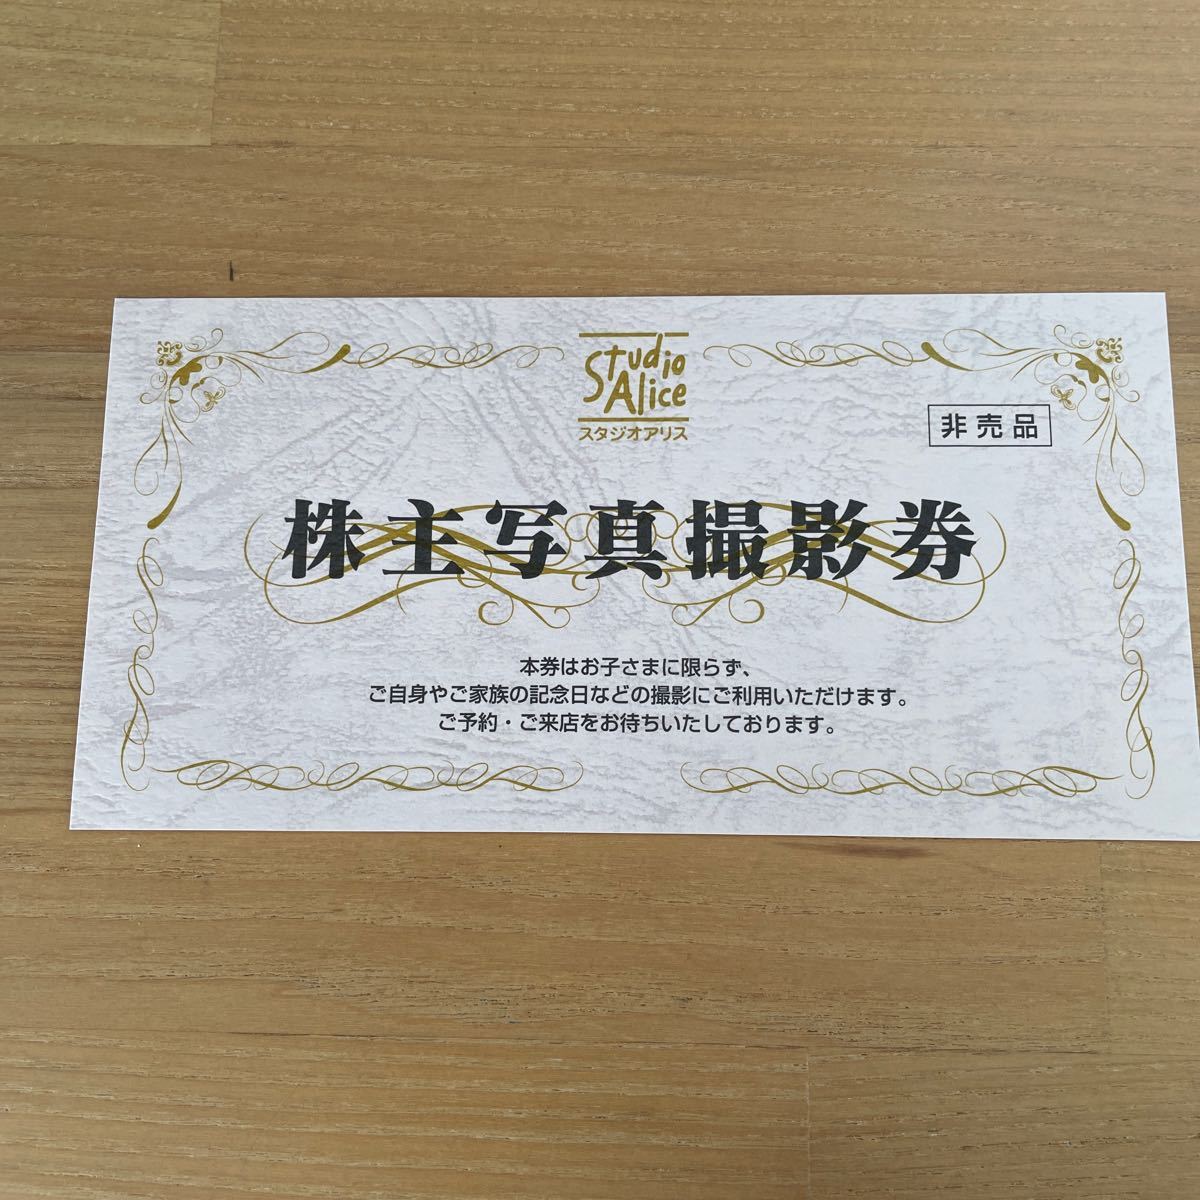 Studio
Alice
スタジオアリス
非売品
株主写真撮影券
本券はお子さまに限らず、
ご自身やご家族の記念日などの撮影にご利用いただけます。
ご予約・ご来店をお待ちいたしております。